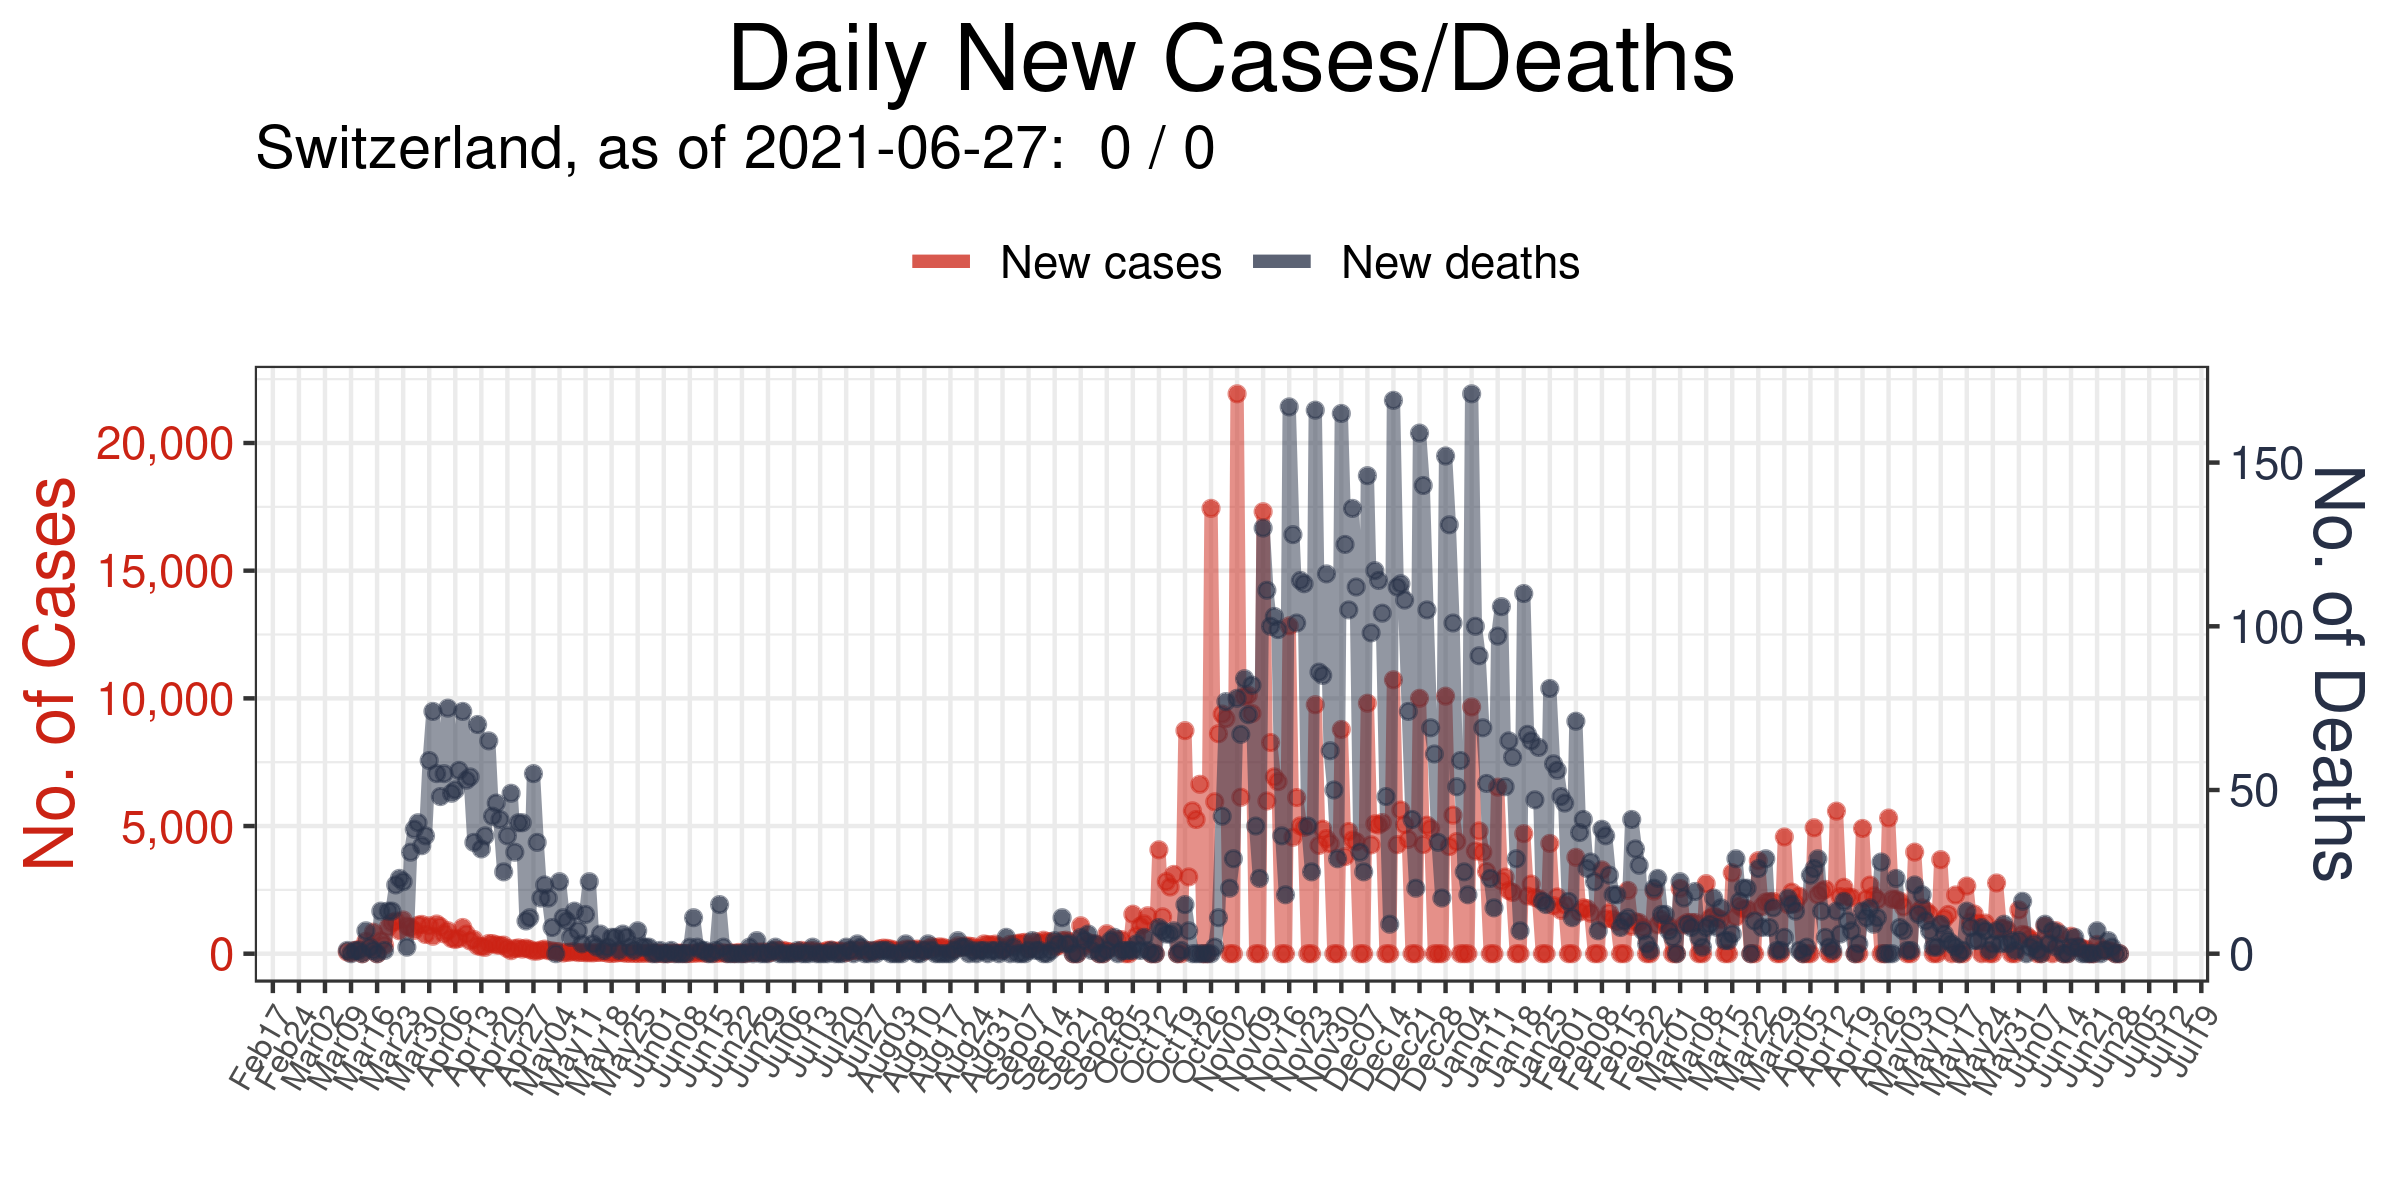 Daily New Cases/Deaths
Switzerland, as of 2021-06-27:  0 / 0
New cases
New deaths
No. of Cases
20,000
15,000
10,000
5,000
0
150
100
50
0
No. of Deaths
Feb17
Feb24
Mar02
Mar09
Mar16
Mar23
Mar30
Apr06
Apr13
Apr20
Apr27
May04
May11
May18
May25
Jun01
Jun08
Jun15
Jun22
Jun29
Jul06
Jul13
Jul20
Jul27
Aug03
Aug10
Aug17
Aug24
Aug31
Sep07
Sep14
Sep21
Sep28
Oct05
Oct12
Oct19
Oct26
Nov02
Nov09
Nov16
Nov23
Nov30
Dec07
Dec14
Dec21
Dec28
Jan04
Jan11
Jan18
Jan25
Feb01
Feb08
Feb15
Feb22
Mar01
Mar08
Mar15
Mar22
Mar29
Apr05
Apr12
Apr19
Apr26
May03
May10
May17
May24
May31
Jun07
Jun14
Jun21
Jun28
Jul05
Jul12
Jul19